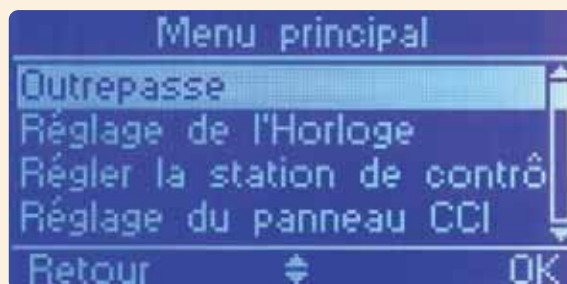 Menu principal
Outrepasse
Réglage de l'Horloge
Régler la station de contrô
Réglage du panneau CCI
Retour OK